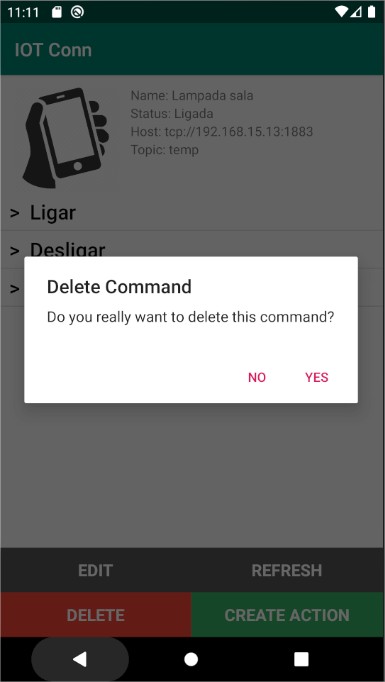 11:11
IOT Conn
Name: Lampada sala
Status: Ligada
Host: tcp://192.168.15.13:1883
Topic: temp
> Ligar
> Desligar
>
Delete Command
Do you really want to delete this command?
NO YES
EDIT REFRESH
DELETE CREATE ACTION